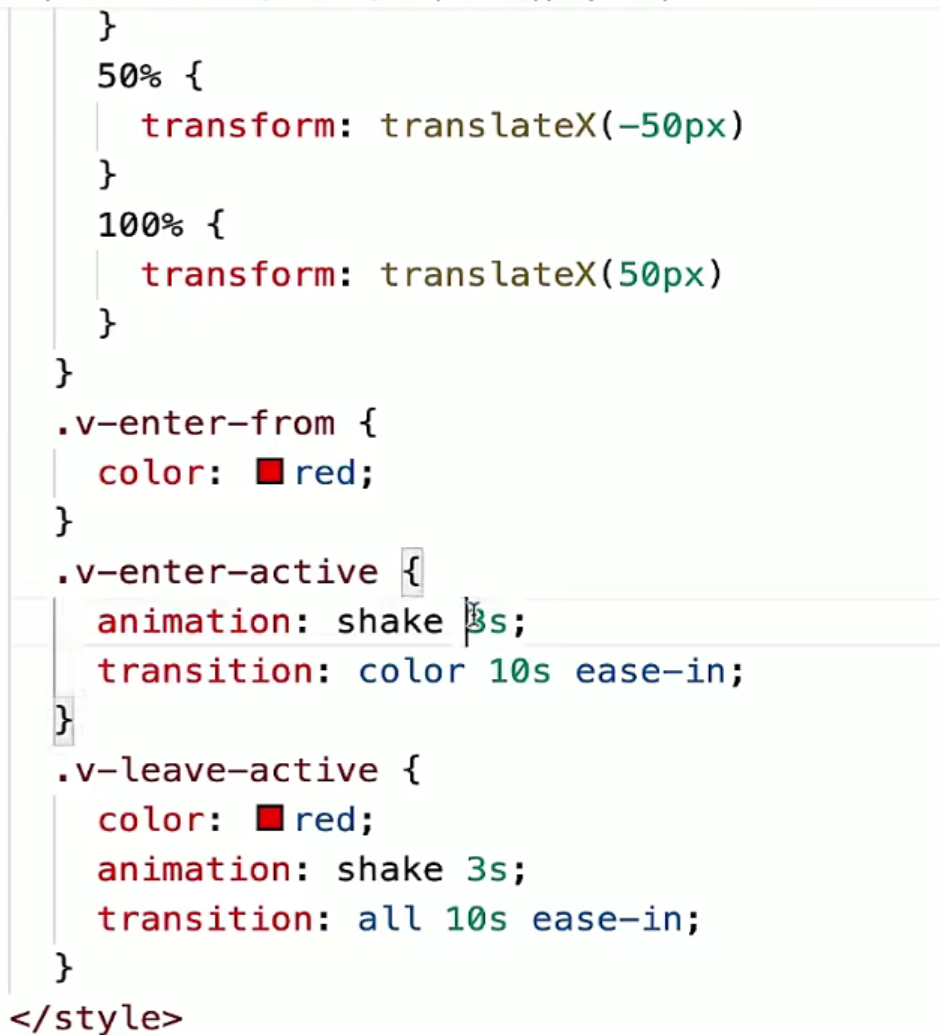 }
50% {
transform: translateX(-50px)
}
100% {
transform: translateX(50px)
}
}
.v-enter-from {
color: red;
}
.v-enter-active {
animation: shake 3s;
transition: color 10s ease-in;
}
.v-leave-active {
color: red;
animation: shake 3s;
transition: all 10s ease-in;
}
</style>